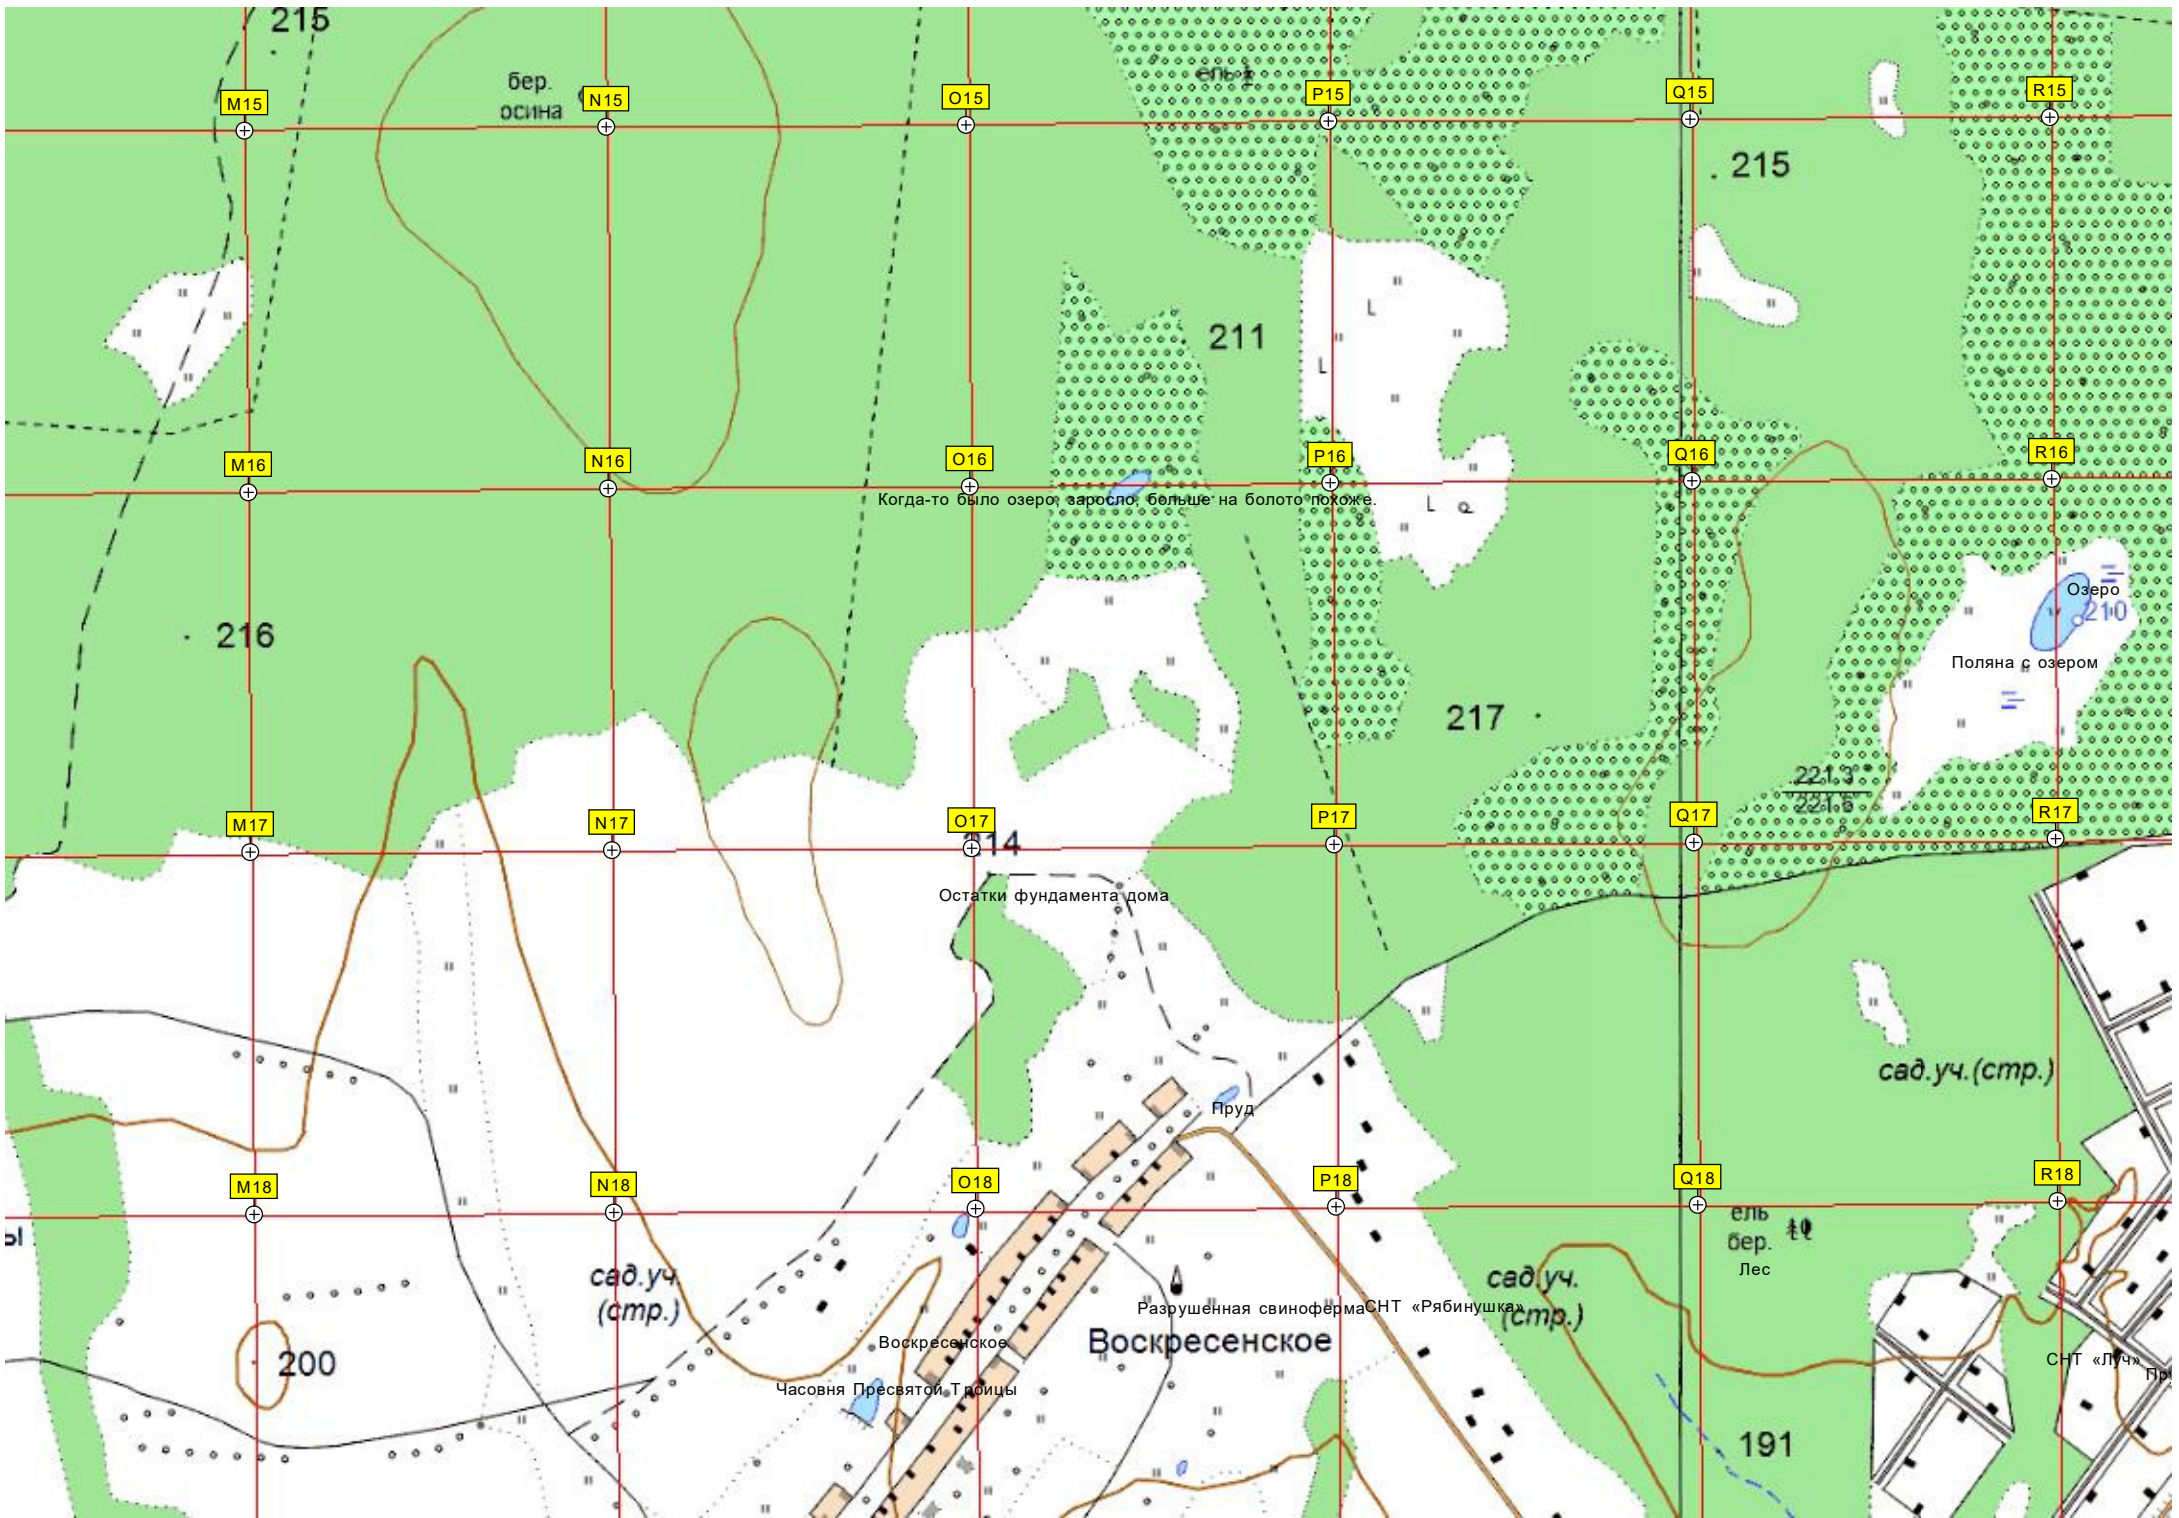 215
бер.
осина
ель
M15
N15
O15
P15
Q15
R15
215
211
M16
N16
O16
P16
Q16
R16
Когда-то было озеро, заросло, больше на болото похоже.
216
Озеро
210
Поляна с озером
217
221.3
221.6
M17
N17
O17
P17
Q17
R17
214
Остатки фундамента дома
сад.уч.(стр.)
Пруд
M18
N18
O18
P18
Q18
R18
ы
ель
бер.
Лес
сад.уч.
(стр.)
сад.уч.
(стр.)
Разрушенная свиноферма
СНТ «Рябинушка»
Воскресенское
Воскресенское
200
СНТ «Луч»
Пр
Часовня Пресвятой Троицы
191